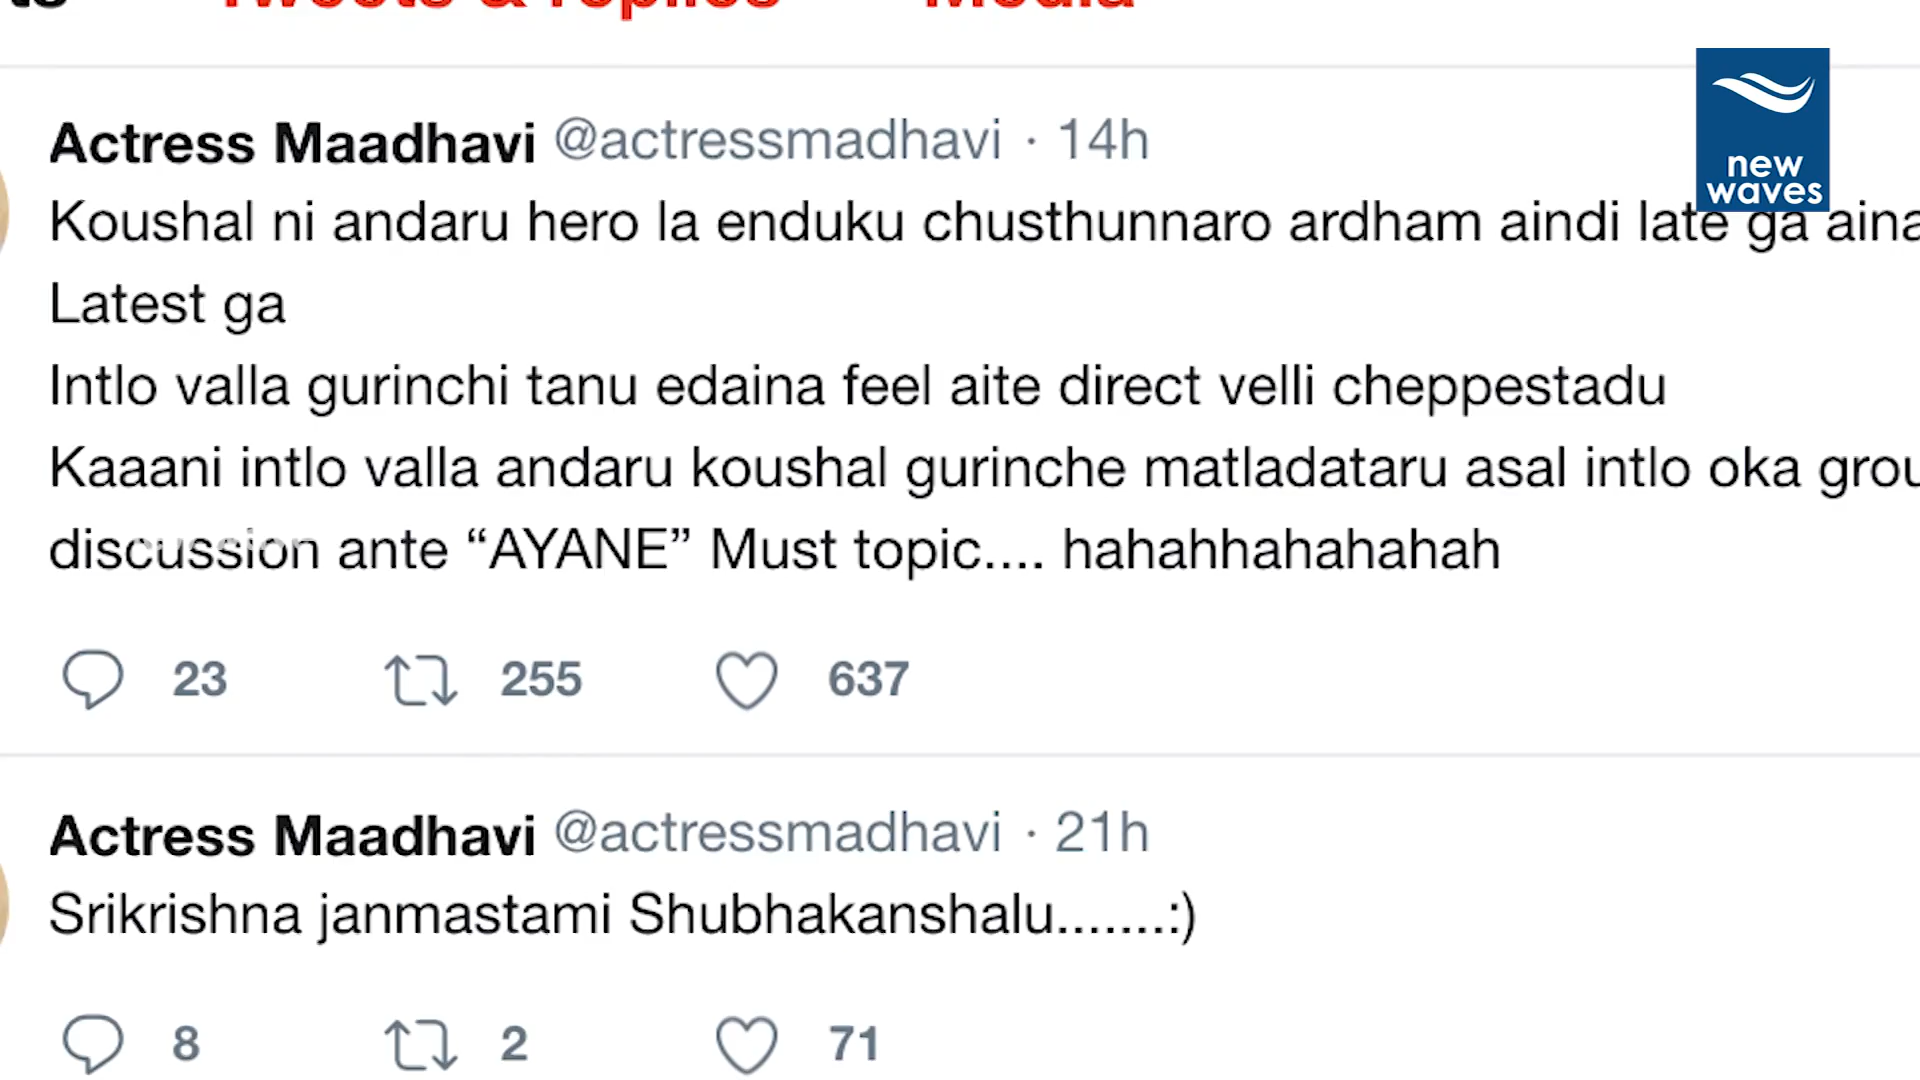 Tweets & replies Media
Actress Maadhavi @actressmadhavi · 14h
new
waves
Koushal ni andaru hero la enduku chusthunnaro ardham aindi late ga aina
Latest ga
Intlo valla gurinchi tanu edaina feel aite direct velli cheppestadu
Kaaani intlo valla andaru koushal gurinche matladataru asal intlo oka grou
discussion ante “AYANE” Must topic.... hahahhahahahah
23 255 637
Actress Maadhavi @actressmadhavi · 21h
Srikrishna janmastami Shubhakanshalu.......:)
8 2 71